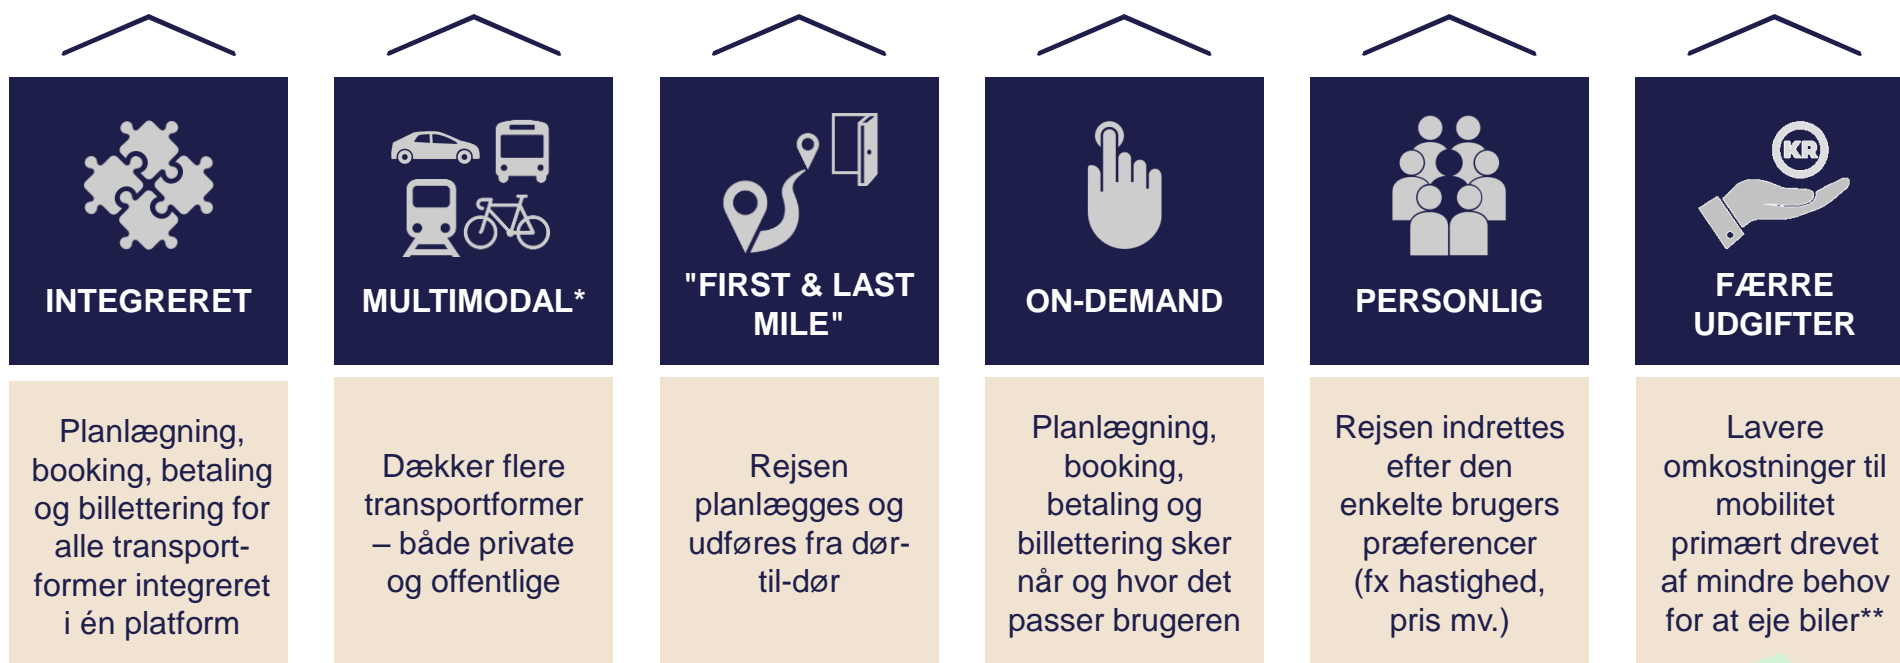 INTEGRERET
Planlægning,
booking, betaling
og billettering for
alle transport-
former integreret
i én platform
MULTIMODAL*
Dækker flere
transportformer
– både private
og offentlige
"FIRST & LAST
MILE"
Rejsen
planlægges og
udføres fra dør-
til-dør
ON-DEMAND
Planlægning,
booking,
betaling og
billettering sker
når og hvor det
passer brugeren
PERSONLIG
Rejsen indrettes
efter den
enkelte brugers
præferencer
(fx hastighed,
pris mv.)
KR
FÆRRE
UDGIFTER
Lavere
omkostninger til
mobilitet
primært drevet
af mindre behov
for at eje biler**